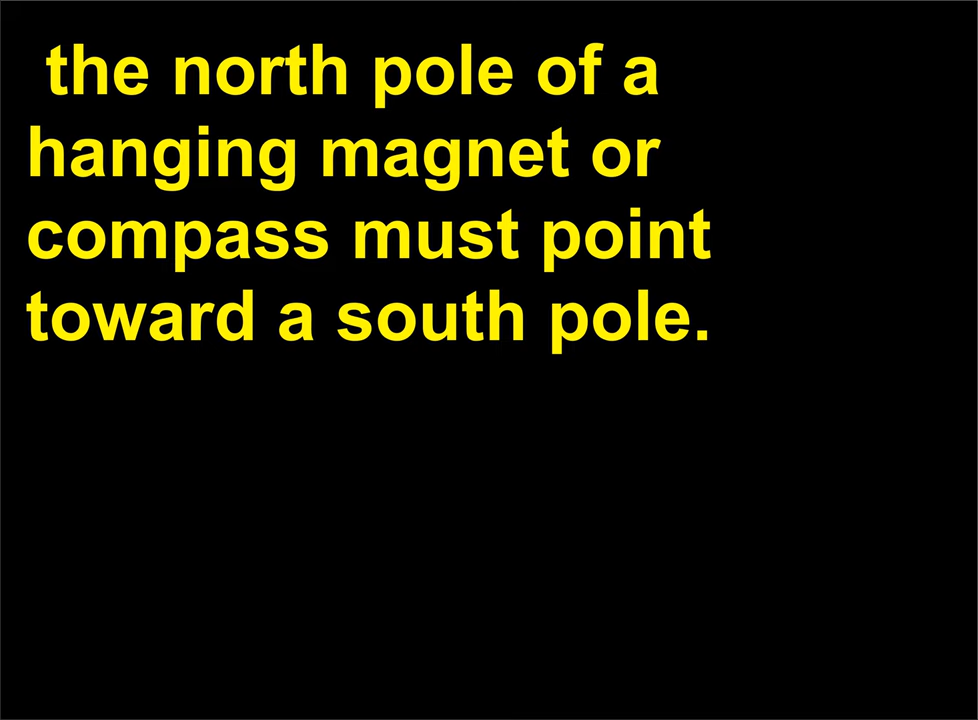 the north pole of a
hanging magnet or
compass must point
toward a south pole.